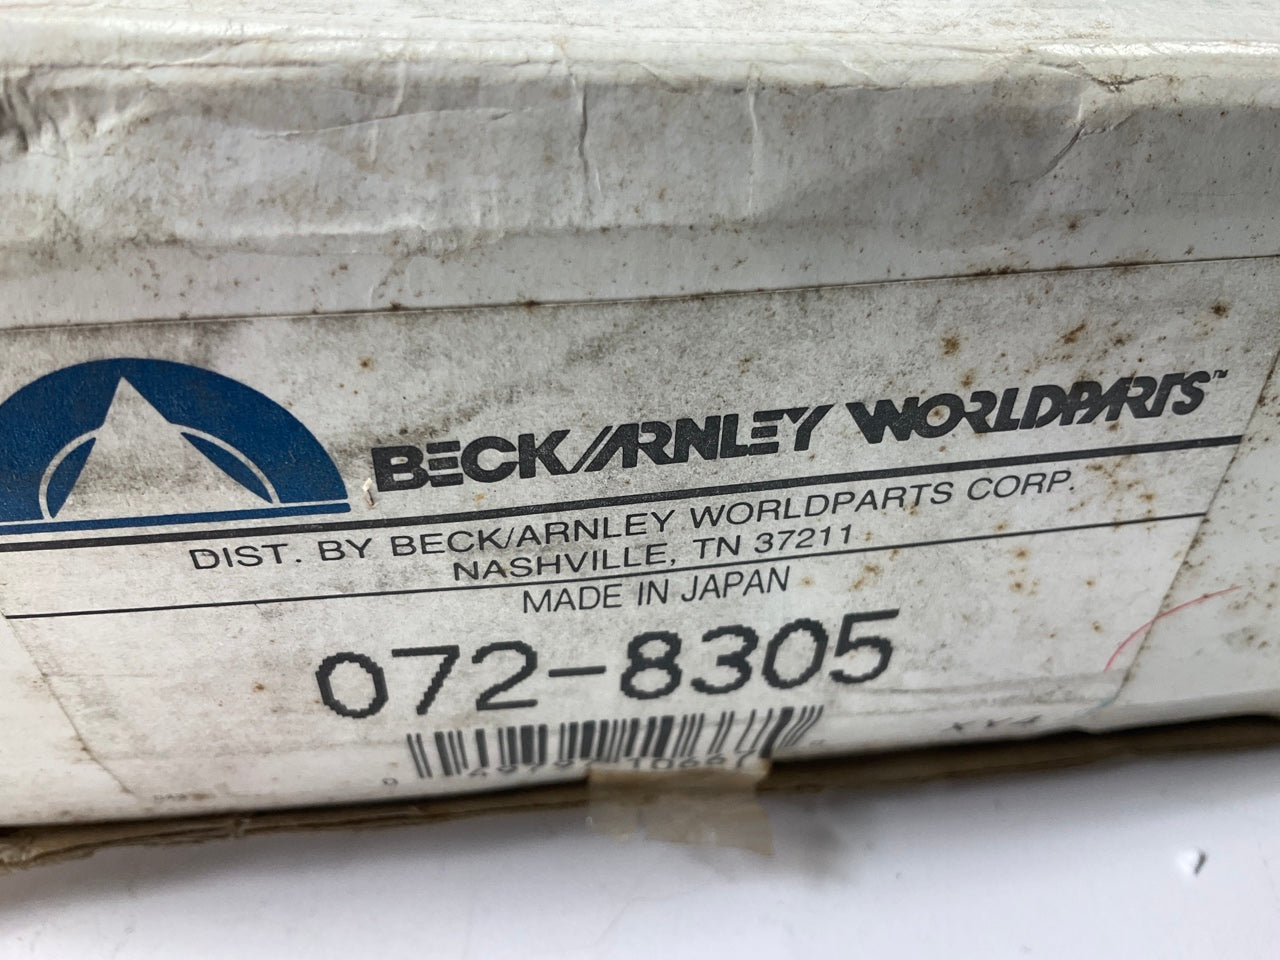 BECK/ARNLEY WORLDPARTS™
DIST. BY BECK/ARNLEY WORLDPARTS CORP.
NASHVILLE, TN 37211
MADE IN JAPAN
072-8305